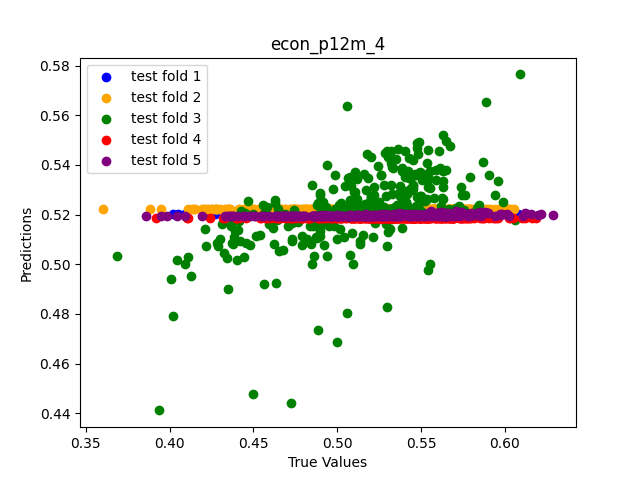 econ_p12m_4
0.58
0.56
0.54
0.52
0.50
0.48
0.46
0.44
Predictions
test fold 1
test fold 2
test fold 3
test fold 4
test fold 5
0.35 0.40 0.45 0.50 0.55 0.60
True Values